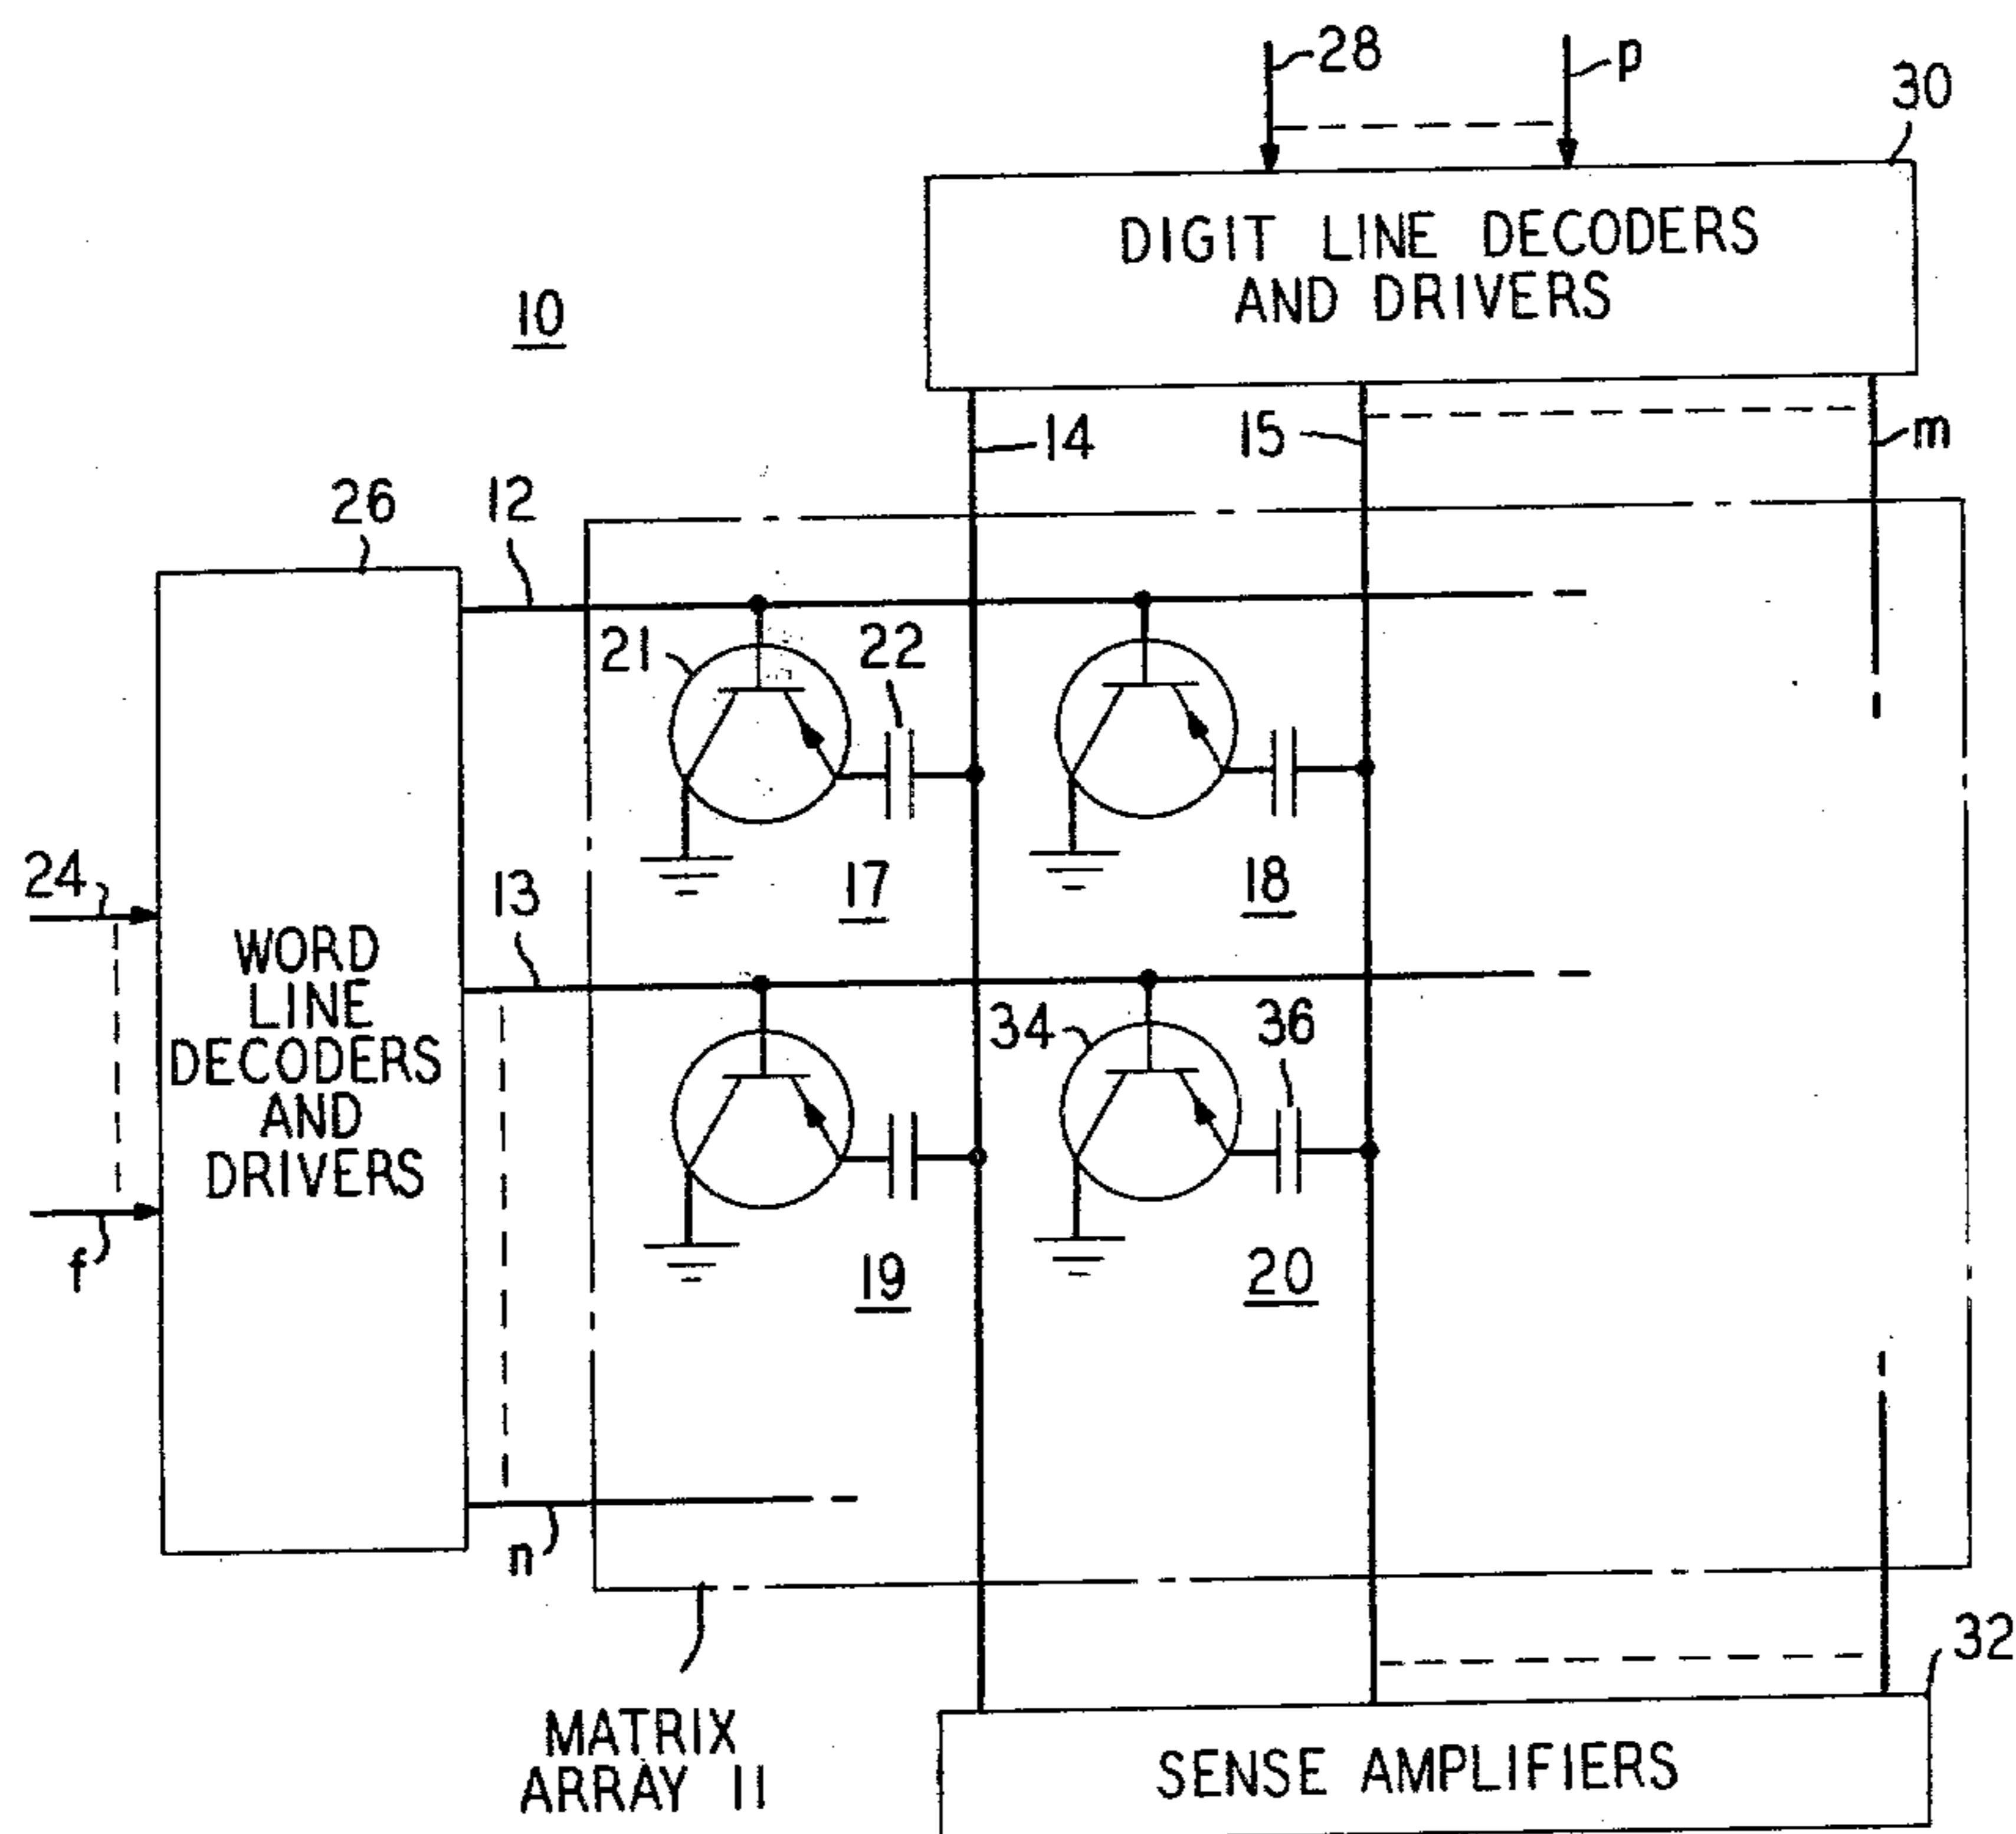 28
p
30
DIGIT LINE DECODERS
AND DRIVERS
10
14
15
m
26
12
21
22
24
13
17
18
WORD
LINE
DECODERS
AND
DRIVERS
34
36
f
19
20
n
32
MATRIX
ARRAY 11
SENSE AMPLIFIERS